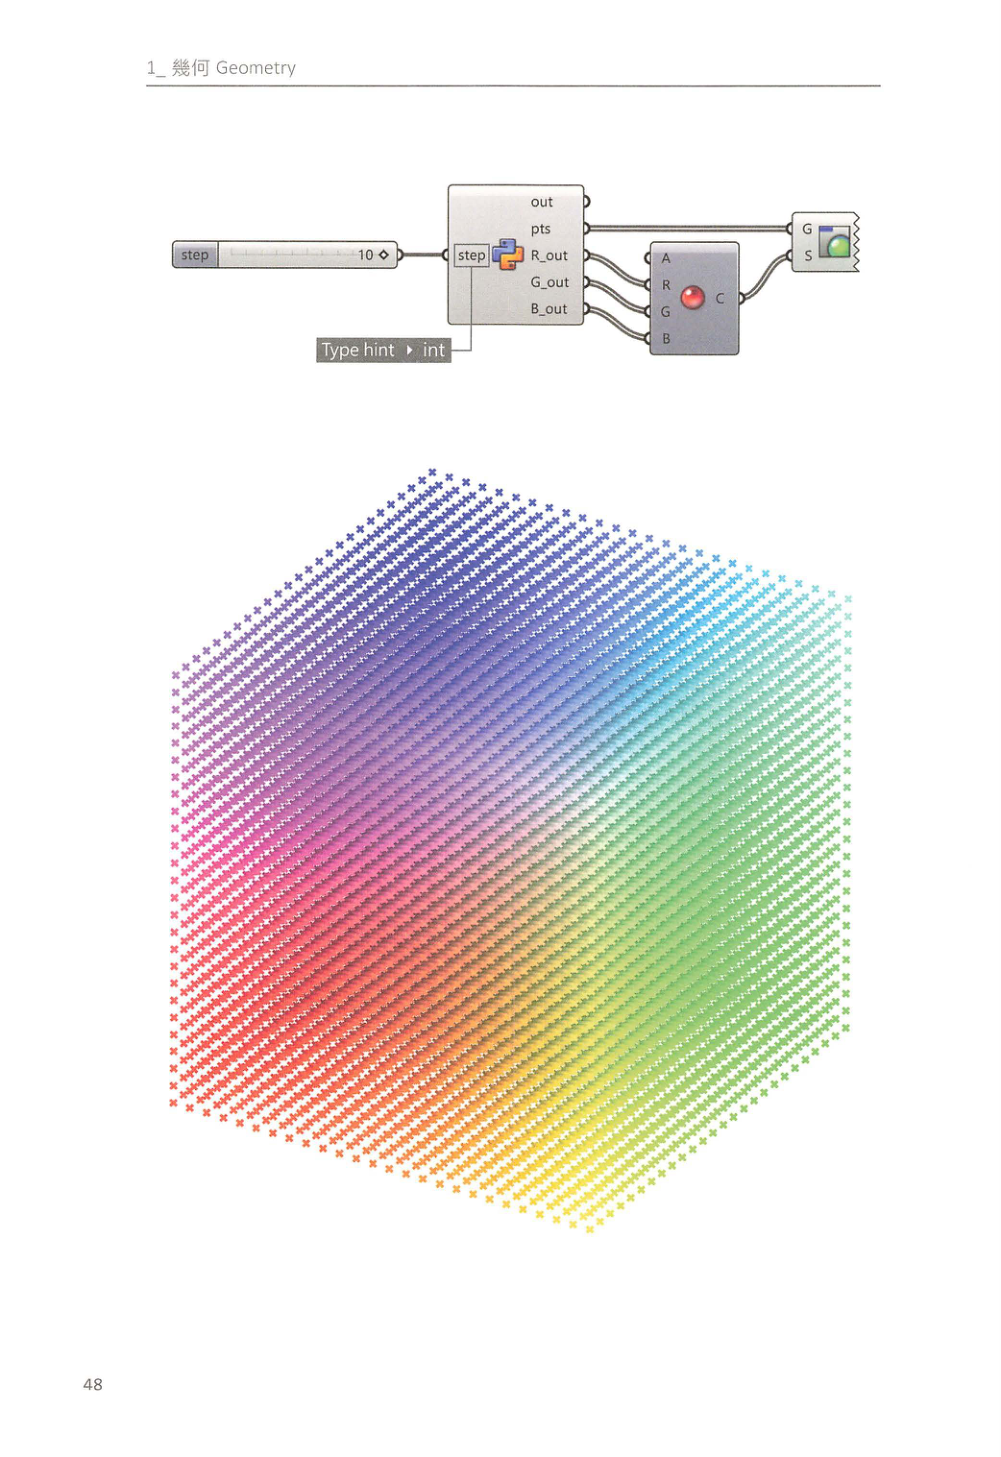 1_ 幾何 Geometry
out
pts
R_out
G_out
B_out
step
10
step
A
R
G
B
C
G
S
Type hint ▸ int
48